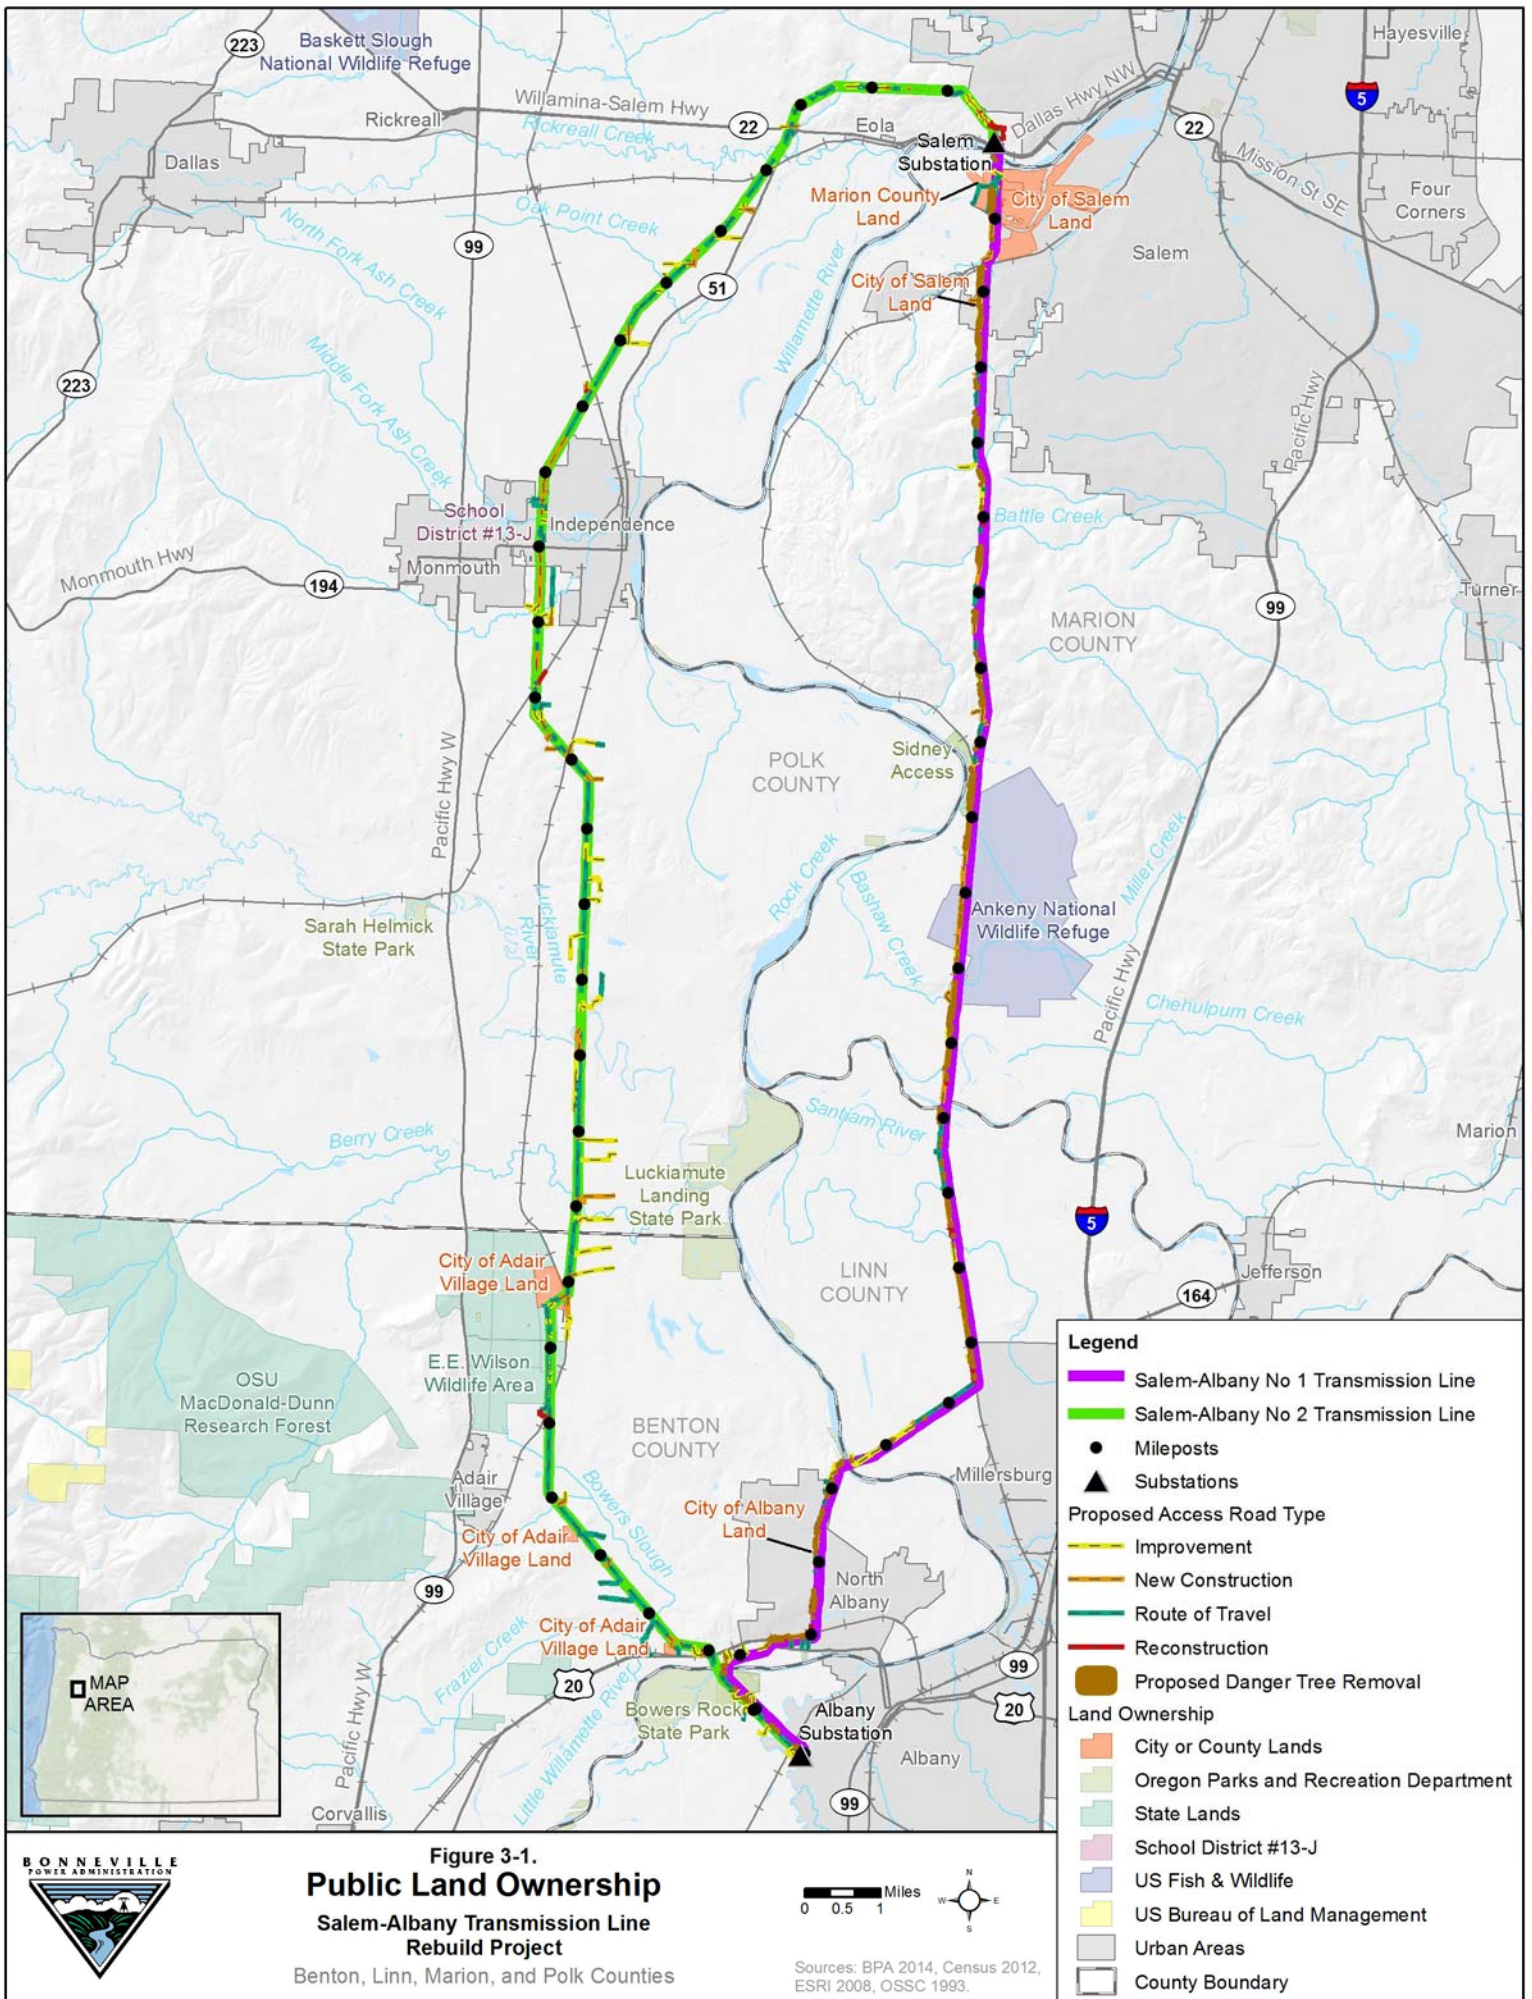 223
Baskett Slough
National Wildlife Refuge
Hayesville
5
Willamina-Salem Hwy
Rickreall
Rickreall Creek
22
Eola
Dallas Hwy NW
22
Salem
Substation
Mission St SE
Dallas
Marion County
Land
City of Salem
Land
Four
Corners
North Fork Ash Creek
Oak Point Creek
99
Salem
51
Willamette River
City of Salem
Land
Middle Fork Ash Creek
223
Pacific Hwy
School
District #13-J
Independence
Battle Creek
Monmouth Hwy
Monmouth
194
Turner
99
MARION
COUNTY
POLK
COUNTY
Sidney
Access
Pacific Hwy W
Miller Creek
Rock Creek
Bashaw Creek
Luckiamute
River
Ankeny National
Wildlife Refuge
Sarah Helmick
State Park
Pacific Hwy
Chehulpum Creek
Santiam River
Berry Creek
Marion
Luckiamute
Landing
State Park
5
City of Adair
Village Land
LINN
COUNTY
Jefferson
164
E.E. Wilson
Wildlife Area
OSU
MacDonald-Dunn
Research Forest
BENTON
COUNTY
Adair
Village
Bowers Slough
Millersburg
City of Albany
Land
City of Adair
Village Land
99
North
Albany
City of Adair
Village Land
Frazier Creek
20
99
20
MAP
AREA
Pacific Hwy W
Little Willamette River
Bowers Rock
State Park
Albany
Substation
Albany
99
Corvallis
Legend
Salem-Albany No 1 Transmission Line
Salem-Albany No 2 Transmission Line
Mileposts
Substations
Proposed Access Road Type
Improvement
New Construction
Route of Travel
Reconstruction
Proposed Danger Tree Removal
Land Ownership
City or County Lands
Oregon Parks and Recreation Department
State Lands
School District #13-J
US Fish & Wildlife
US Bureau of Land Management
Urban Areas
County Boundary
BONNEVILLE
POWER ADMINISTRATION
Figure 3-1.
Public Land Ownership
Salem-Albany Transmission Line
Rebuild Project
Benton, Linn, Marion, and Polk Counties
Miles
0 0.5 1
N
W E
S
Sources: BPA 2014, Census 2012,
ESRI 2008, OSSC 1993.